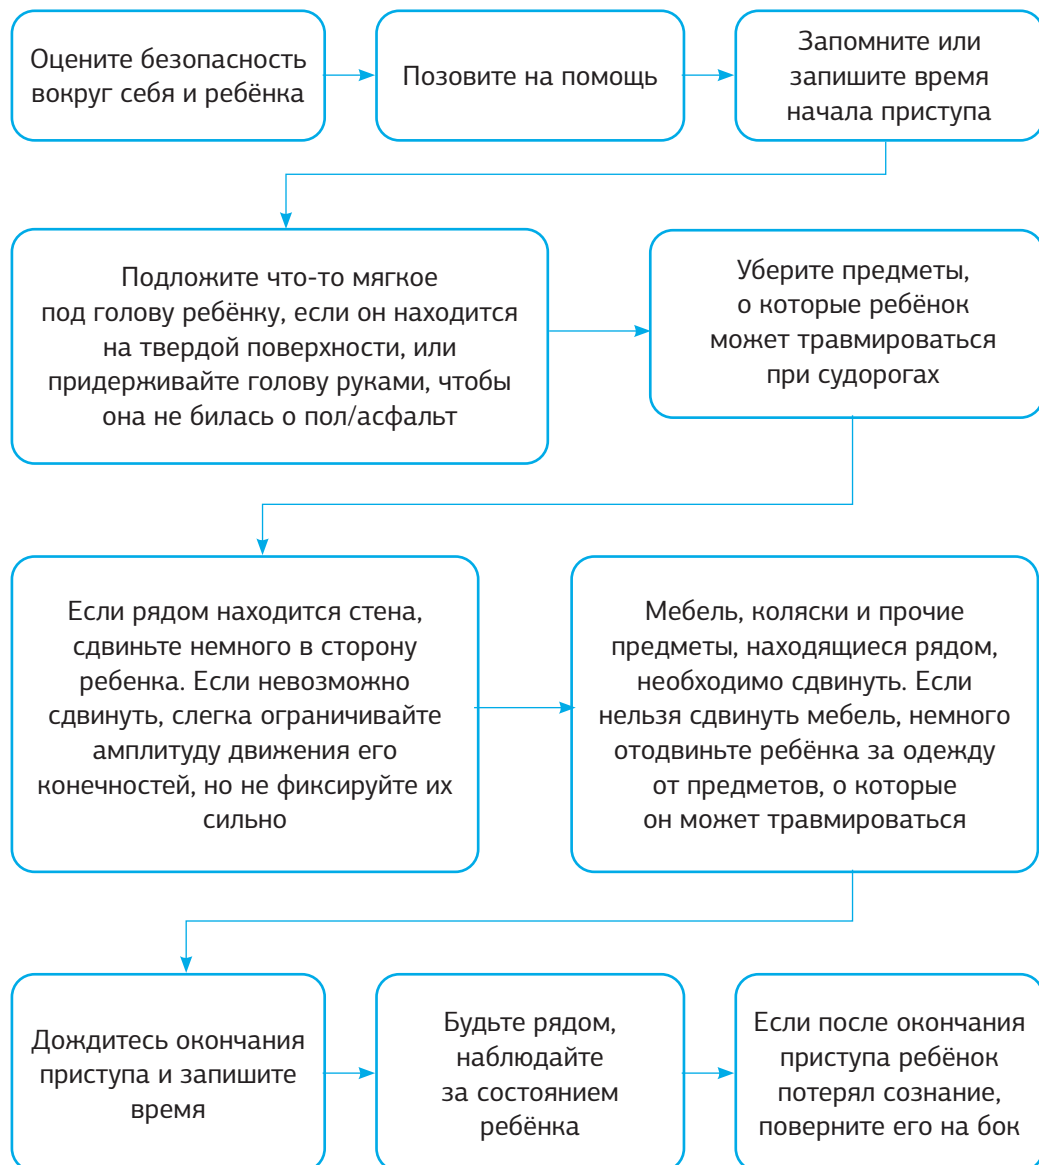 Оцените безопасность
вокруг себя и ребёнка
Позовите на помощь
Запомните или
запишите время
начала приступа
Подложите что-то мягкое
под голову ребёнку, если он находится
на твердой поверхности, или
придерживайте голову руками, чтобы
она не билась о пол/асфальт
Уберите предметы,
о которые ребёнок
может травмироваться
при судорогах
Если рядом находится стена,
сдвиньте немного в сторону
ребенка. Если невозможно
сдвинуть, слегка ограничивайте
амплитуду движения его
конечностей, но не фиксируйте их
сильно
Мебель, коляски и прочие
предметы, находящиеся рядом,
необходимо сдвинуть. Если
нельзя сдвинуть мебель, немного
отодвиньте ребёнка за одежду
от предметов, о которые
он может травмироваться
Дождитесь окончания
приступа и запишите
время
Будьте рядом,
наблюдайте
за состоянием
ребёнка
Если после окончания
приступа ребёнок
потерял сознание,
поверните его на бок